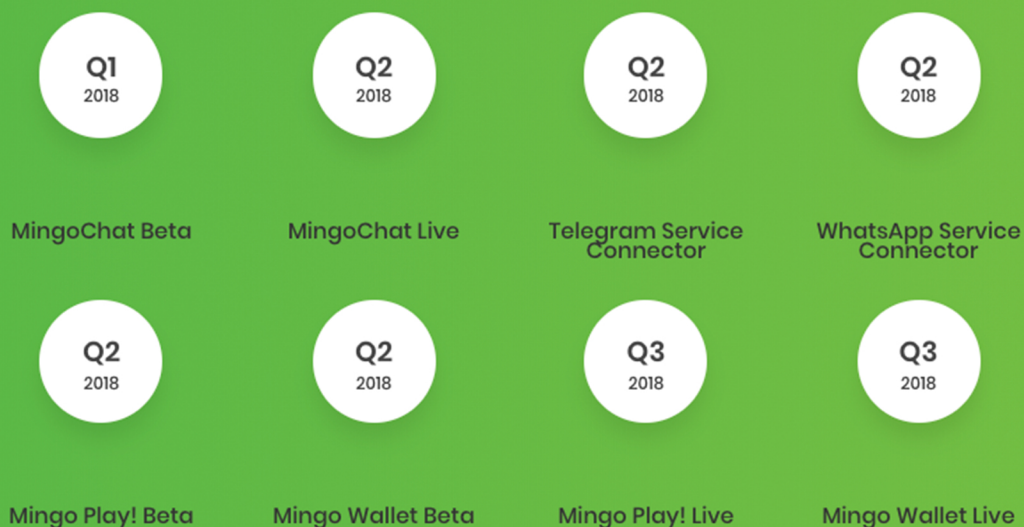 Q1
2018
Q2
2018
Q2
2018
Q2
2018
MingoChat Beta
MingoChat Live
Telegram Service
Connector
WhatsApp Service
Connector
Q2
2018
Q2
2018
Q3
2018
Q3
2018
Mingo Play! Beta
Mingo Wallet Beta
Mingo Play! Live
Mingo Wallet Live